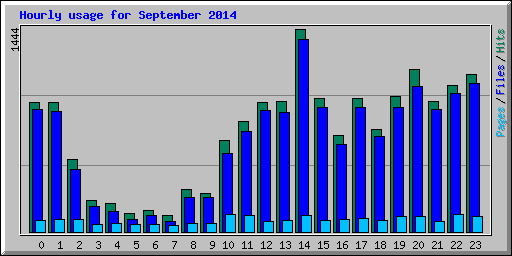 Hourly usage for September 2014
1444
Pages/Files/Hits
0 1 2 3 4 5 6 7 8 9 10 11 12 13 14 15 16 17 18 19 20 21 22 23